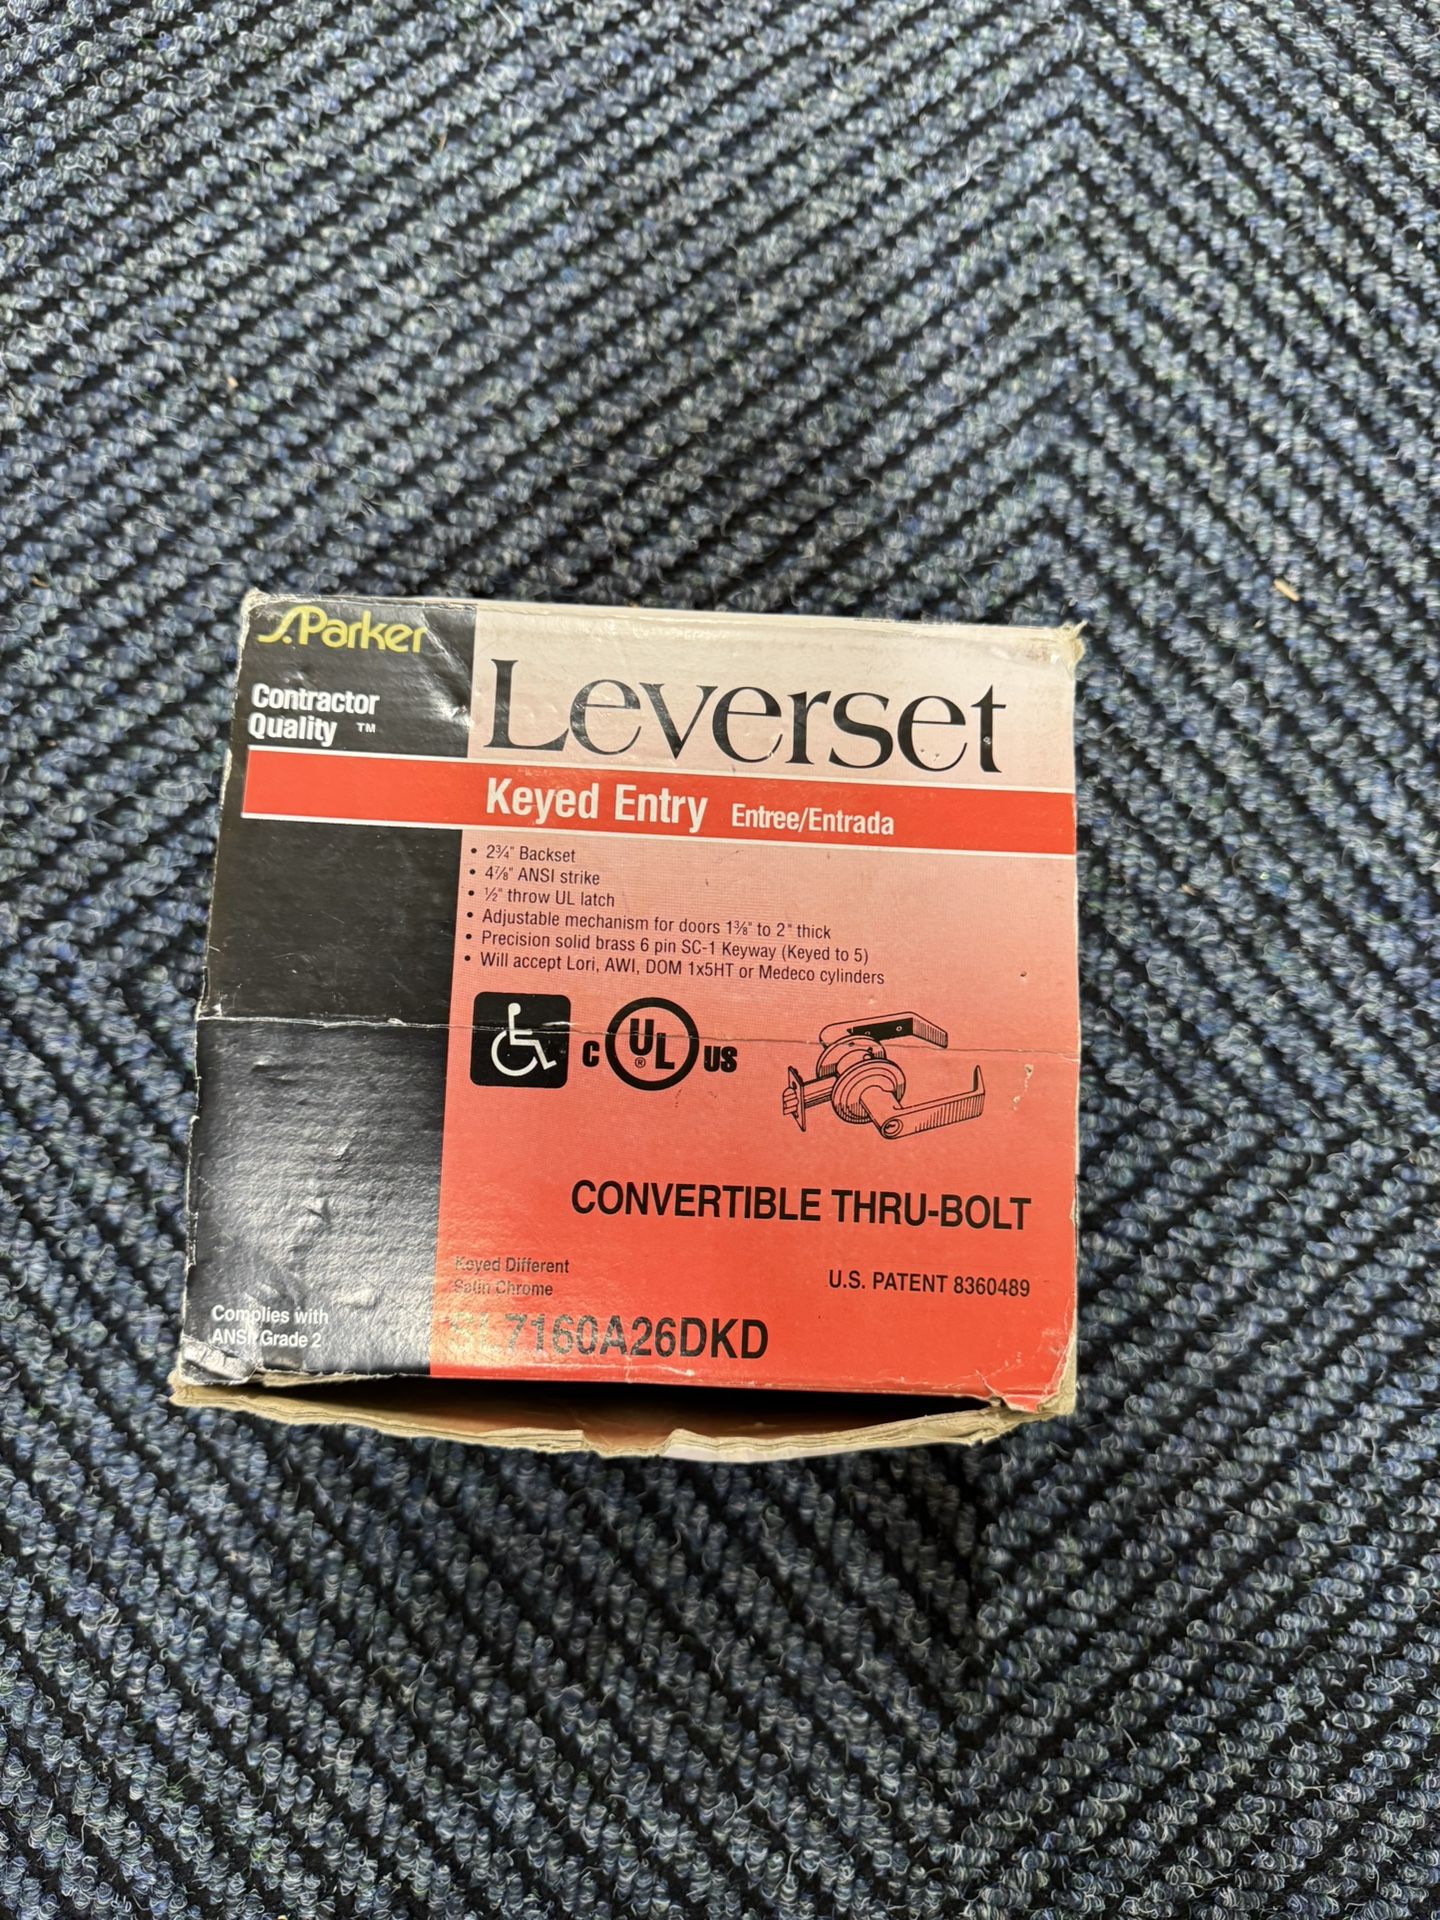 S.Parker
Contractor
Quality ™
Leverset
Keyed Entry Entree/Entrada
• 2¾" Backset
• 4⅞" ANSI strike
• ½" throw UL latch
• Adjustable mechanism for doors 1⅜" to 2" thick
• Precision solid brass 6 pin SC-1 Keyway (Keyed to 5)
• Will accept Lori, AWI, DOM 1x5HT or Medeco cylinders
C UL® US
CONVERTIBLE THRU-BOLT
Keyed Different
Satin Chrome
U.S. PATENT 8360489
Complies with
ANSI Grade 2
SL7160A26DKD